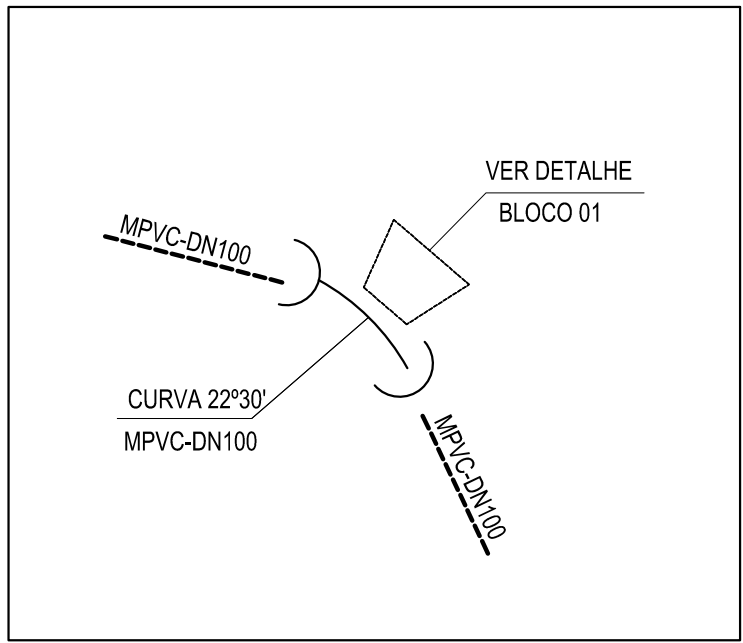 VER DETALHE
BLOCO 01
MPVC-DN100
CURVA 22º30'
MPVC-DN100
MPVC-DN100